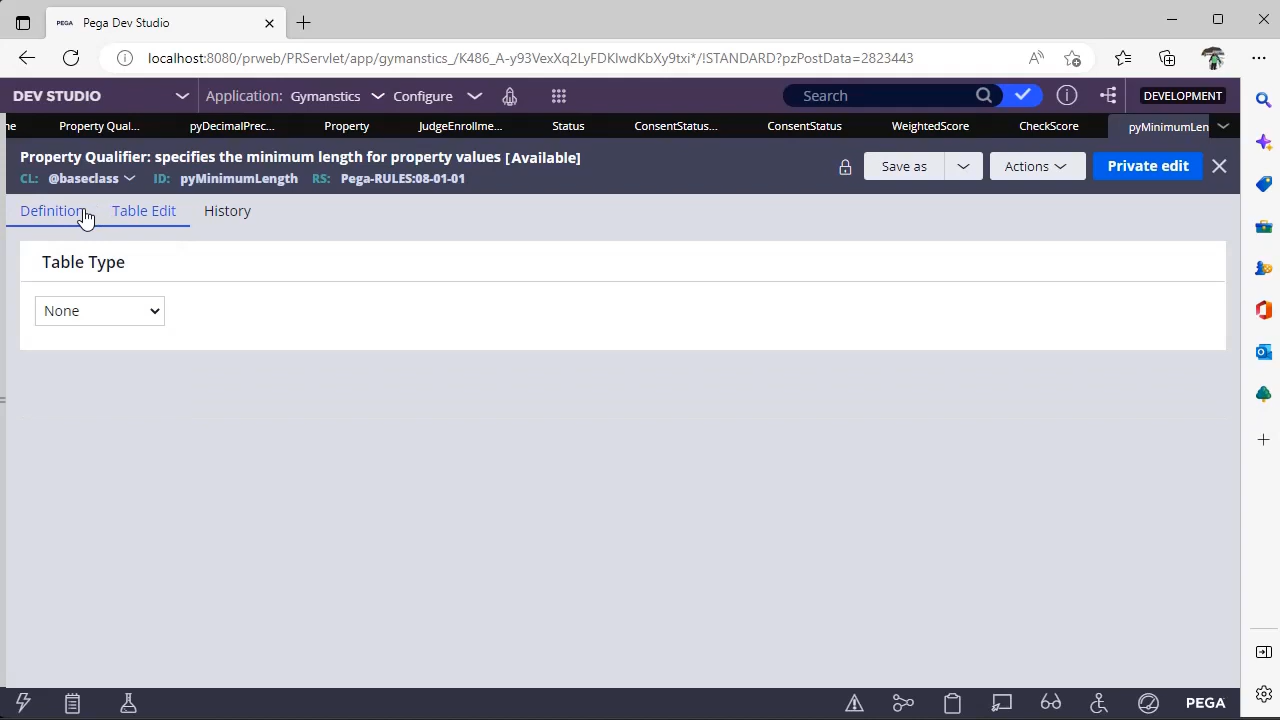 PEGA Pega Dev Studio
localhost:8080/prweb/PRServlet/app/gymanstics_/K486_A-y93VexXq2LyFDKlwdKbXy9txi*/!STANDARD?pzPostData=2823443
DEV STUDIO Application: Gymanstics Configure Search DEVELOPMENT
me Property Qual... pyDecimalPrec... Property JudgeEnrollme... Status ConsentStatus... ConsentStatus WeightedScore CheckScore pyMinimumLen
Property Qualifier: specifies the minimum length for property values [Available]
CL: @baseclass ID: pyMinimumLength RS: Pega-RULES:08-01-01
Save as Actions Private edit
Definition Table Edit History
Table Type
None
PEGA